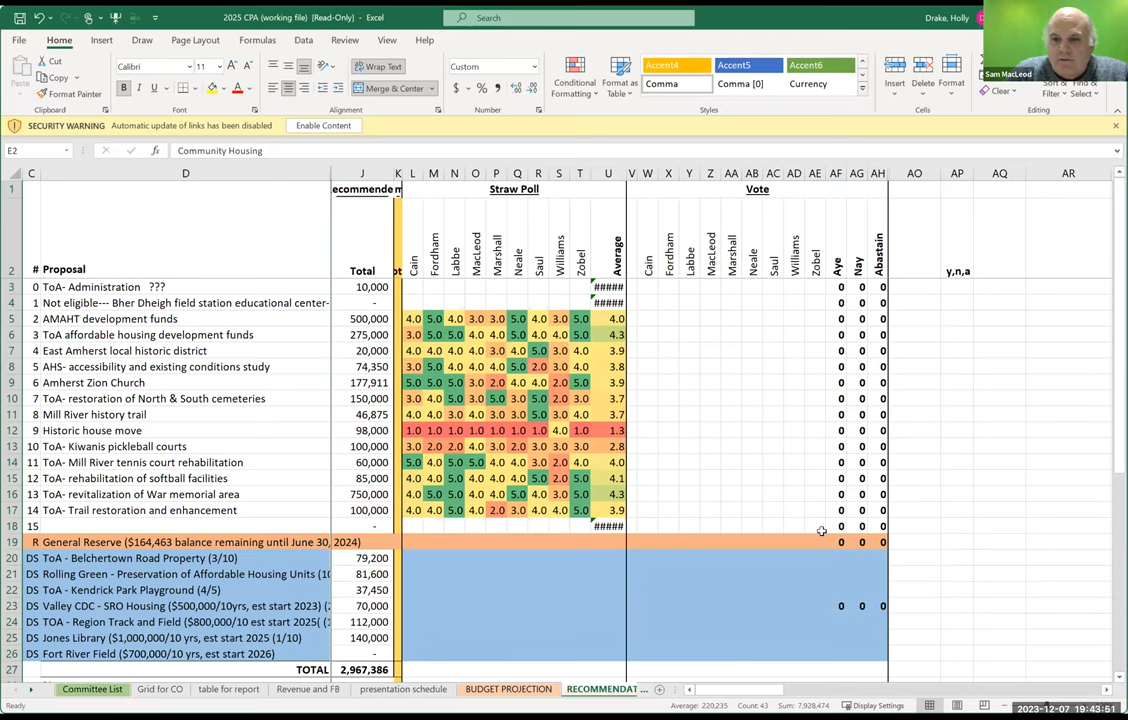 2025 CPA (working file) [Read-Only] - Excel
Search
Drake, Holly
File Home Insert Draw Page Layout Formulas Data Review View Help
Cut
Copy
Format Painter
Paste
Calibri 11
B I U
Wrap Text
Merge & Center
Custom
$ % ,
Conditional Formatting
Format as Table
Accent4 Accent5 Accent6
Comma Comma [0] Currency
Insert Delete Format
Clear
Sort & Filter
Find & Select
Clipboard Font Alignment Number Styles Cells Editing
Sam MacLeod
SECURITY WARNING Automatic update of links has been disabled Enable Content
E2 fx Community Housing
C D J K L M N O P Q R S T U V W X Y Z AA AB AC AD AE AF AG AH AO AP AQ AR
1 ecommende Straw Poll Vote
2 # Proposal Total Cain Fordham Labbe MacLeod Marshall Neale Saul Williams Zobel Average Cain Fordham Labbe MacLeod Marshall Neale Saul Williams Zobel Aye Nay Abastain y,n,a
3 0 ToA- Administration ??? 10,000 ##### 0 0 0
4 1 Not eligible--- Bher Dheigh field station educational center- - ##### 0 0 0
5 2 AMAHT development funds 500,000 4.0 5.0 4.0 3.0 3.0 5.0 4.0 3.0 5.0 4.0 0 0 0
6 3 ToA affordable housing development funds 275,000 3.0 5.0 5.0 4.0 4.0 5.0 4.0 4.0 5.0 4.3 0 0 0
7 4 East Amherst local historic district 20,000 4.0 4.0 4.0 4.0 3.0 4.0 5.0 3.0 4.0 3.9 0 0 0
8 5 AHS- accessibility and existing conditions study 74,350 3.0 5.0 4.0 4.0 4.0 5.0 5.0 2.0 4.0 3.8 0 0 0
9 6 Amherst Zion Church 177,911 5.0 5.0 5.0 3.0 2.0 4.0 4.0 2.0 5.0 3.9 0 0 0
10 7 ToA- restoration of North & South cemeteries 150,000 3.0 4.0 5.0 4.0 3.0 3.0 5.0 2.0 5.0 3.7 0 0 0
11 8 Mill River history trail 46,875 4.0 4.0 3.0 4.0 3.0 3.0 5.0 3.0 4.0 3.7 0 0 0
12 9 Historic house move 98,000 1.0 1.0 1.0 1.0 1.0 1.0 1.0 4.0 1.0 1.3 0 0 0
13 10 ToA- Kiwanis pickleball courts 100,000 3.0 2.0 2.0 4.0 3.0 2.0 3.0 3.0 3.0 2.8 0 0 0
14 11 ToA- Mill River tennis court rehabilitation 60,000 5.0 4.0 5.0 5.0 4.0 4.0 3.0 2.0 4.0 4.0 0 0 0
15 12 ToA- rehabilitation of softball facilities 85,000 4.0 4.0 5.0 4.0 4.0 4.0 5.0 2.0 5.0 4.1 0 0 0
16 13 ToA- revitalization of War memorial area 750,000 4.0 5.0 5.0 4.0 4.0 5.0 4.0 3.0 5.0 4.3 0 0 0
17 14 ToA- Trail restoration and enhancement 100,000 4.0 4.0 5.0 4.0 2.0 3.0 4.0 4.0 5.0 3.9 0 0 0
18 15 - ##### 0 0 0
19 R General Reserve ($164,463 balance remaining until June 30, 2024) 0 0 0
20 DS ToA - Belchertown Road Property (3/10) 79,200
21 DS Rolling Green - Preservation of Affordable Housing Units (10 81,600
22 DS ToA - Kendrick Park Playground (4/5) 37,450
23 DS Valley CDC - SRO Housing ($500,000/10yrs, est start 2023) (2 70,000 0 0 0
24 DS TOA - Region Track and Field ($800,000/10 yrs est 2025( ( 112,000
25 DS Jones Library ($1,000,000/10 yrs, est start 2025 (1/10) 140,000
26 DS Fort River Field ($700,000/10 yrs, est start 2026) -
27 TOTAL 2,967,386
Committee List Grid for CO table for report Revenue and FB presentation schedule BUDGET PROJECTION RECOMMENDAT ...
Ready Average: 220,235 Count: 43 Sum: 7,928,474 Display Settings
2023-12-07 19:43:51